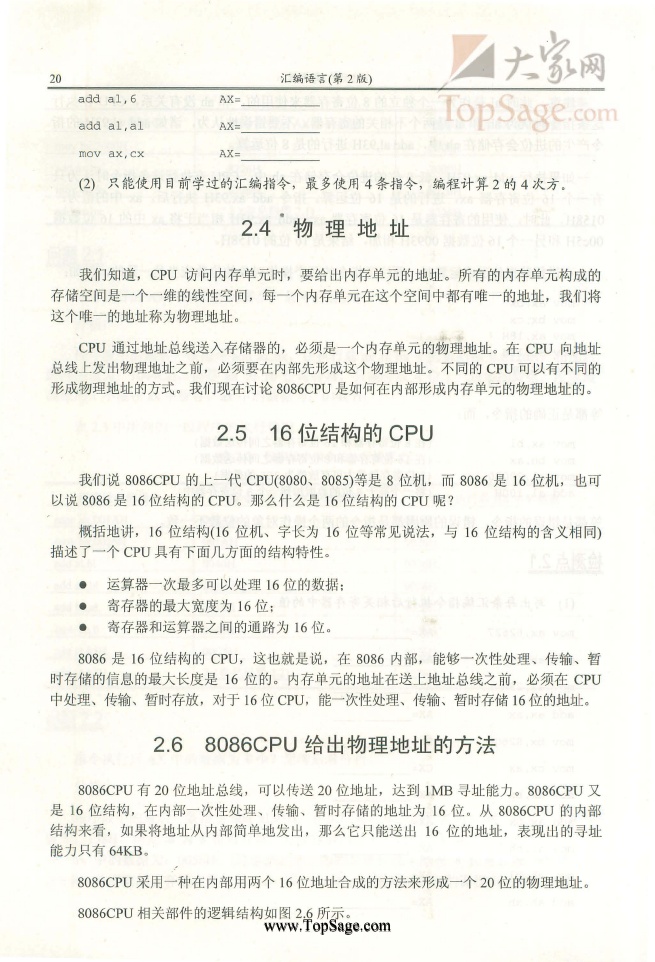 大家网
TopSage.com
20
汇编语言(第 2 版)
add al,6 AX=
add al,al AX=
mov ax,cx AX=
(2) 只能使用目前学过的汇编指令，最多使用 4 条指令，编程计算 2 的 4 次方。
2.4 物 理 地 址
我们知道，CPU 访问内存单元时，要给出内存单元的地址。所有的内存单元构成的
存储空间是一个一维的线性空间，每一个内存单元在这个空间中都有唯一的地址，我们将
这个唯一的地址称为物理地址。
CPU 通过地址总线送入存储器的，必须是一个内存单元的物理地址。在 CPU 向地址
总线上发出物理地址之前，必须要在内部先形成这个物理地址。不同的 CPU 可以有不同的
形成物理地址的方式。我们现在讨论 8086CPU 是如何在内部形成内存单元的物理地址的。
2.5 16 位结构的 CPU
我们说 8086CPU 的上一代 CPU(8080、8085)等是 8 位机，而 8086 是 16 位机，也可
以说 8086 是 16 位结构的 CPU。那么什么是 16 位结构的 CPU 呢？
概括地讲，16 位结构(16 位机、字长为 16 位等常见说法，与 16 位结构的含义相同)
描述了一个 CPU 具有下面几方面的结构特性。
● 运算器一次最多可以处理 16 位的数据；
● 寄存器的最大宽度为 16 位；
● 寄存器和运算器之间的通路为 16 位。
8086 是 16 位结构的 CPU，这也就是说，在 8086 内部，能够一次性处理、传输、暂
时存储的信息的最大长度是 16 位的。内存单元的地址在送上地址总线之前，必须在 CPU
中处理、传输、暂时存放，对于 16 位 CPU，能一次性处理、传输、暂时存储 16 位的地址。
2.6 8086CPU 给出物理地址的方法
8086CPU 有 20 位地址总线，可以传送 20 位地址，达到 1MB 寻址能力。8086CPU 又
是 16 位结构，在内部一次性处理、传输、暂时存储的地址为 16 位。从 8086CPU 的内部
结构来看，如果将地址从内部简单地发出，那么它只能送出 16 位的地址，表现出的寻址
能力只有 64KB。
8086CPU 采用一种在内部用两个 16 位地址合成的方法来形成一个 20 位的物理地址。
8086CPU 相关部件的逻辑结构如图 2.6 所示。
www.TopSage.com